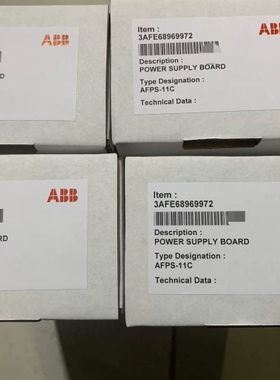 ABB
ABB
Item :
3AFE68969972
Description :
POWER SUPPLY BOARD
Type Designation :
AFPS-11C
Technical Data :
ARD
ABB
Item :
3AFE68969972
Description :
POWER SUPPLY BOARD
Type Designation :
AFPS-11C
Technical Data :